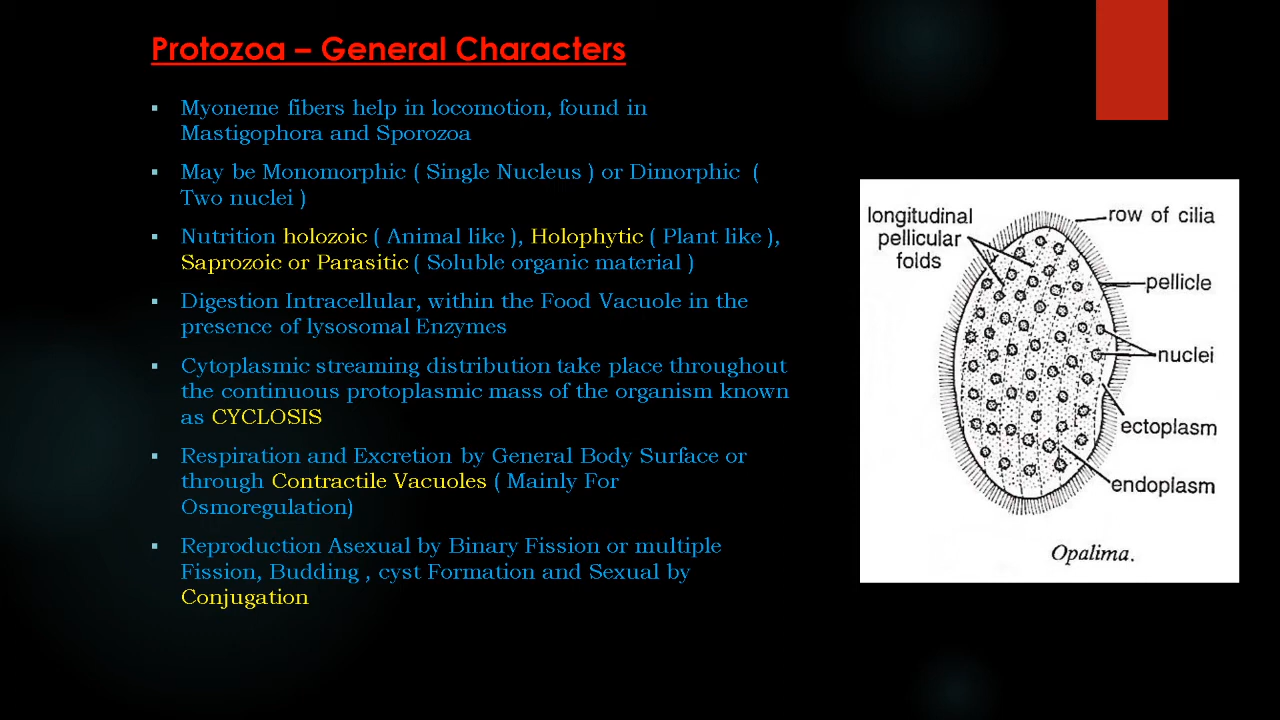 Protozoa – General Characters
▪ Myoneme fibers help in locomotion, found in
Mastigophora and Sporozoa
▪ May be Monomorphic ( Single Nucleus ) or Dimorphic (
Two nuclei )
▪ Nutrition holozoic ( Animal like ), Holophytic ( Plant like ),
Saprozoic or Parasitic ( Soluble organic material )
▪ Digestion Intracellular, within the Food Vacuole in the
presence of lysosomal Enzymes
▪ Cytoplasmic streaming distribution take place throughout
the continuous protoplasmic mass of the organism known
as CYCLOSIS
▪ Respiration and Excretion by General Body Surface or
through Contractile Vacuoles ( Mainly For
Osmoregulation)
▪ Reproduction Asexual by Binary Fission or multiple
Fission, Budding , cyst Formation and Sexual by
Conjugation
longitudinal
pellicular
folds
row of cilia
pellicle
nuclei
ectoplasm
endoplasm
Opalima.